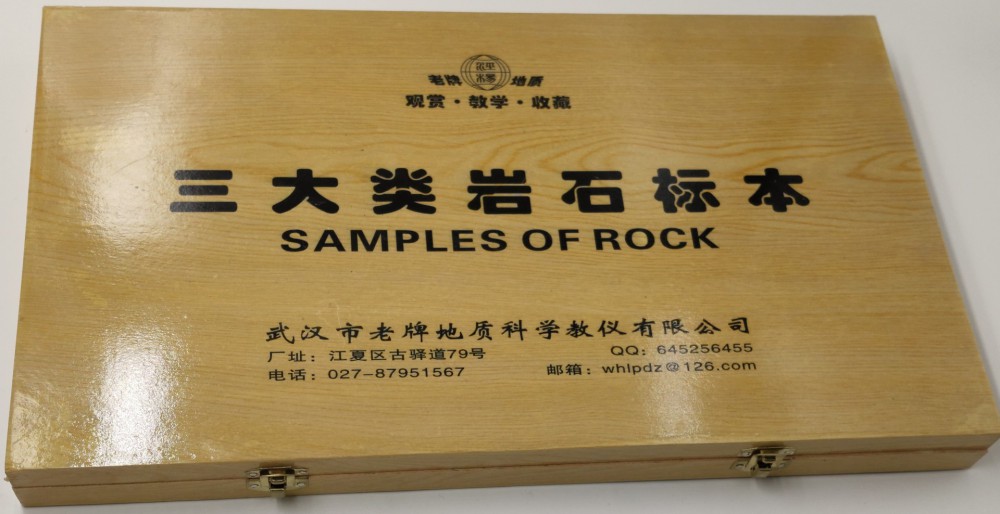 老牌 地质
观赏·教学·收藏
三大类岩石标本
SAMPLES OF ROCK
武汉市老牌地质科学教仪有限公司
厂址：江夏区古驿道79号 QQ：645256455
电话：027-87951567 邮箱：whlpdz@126.com